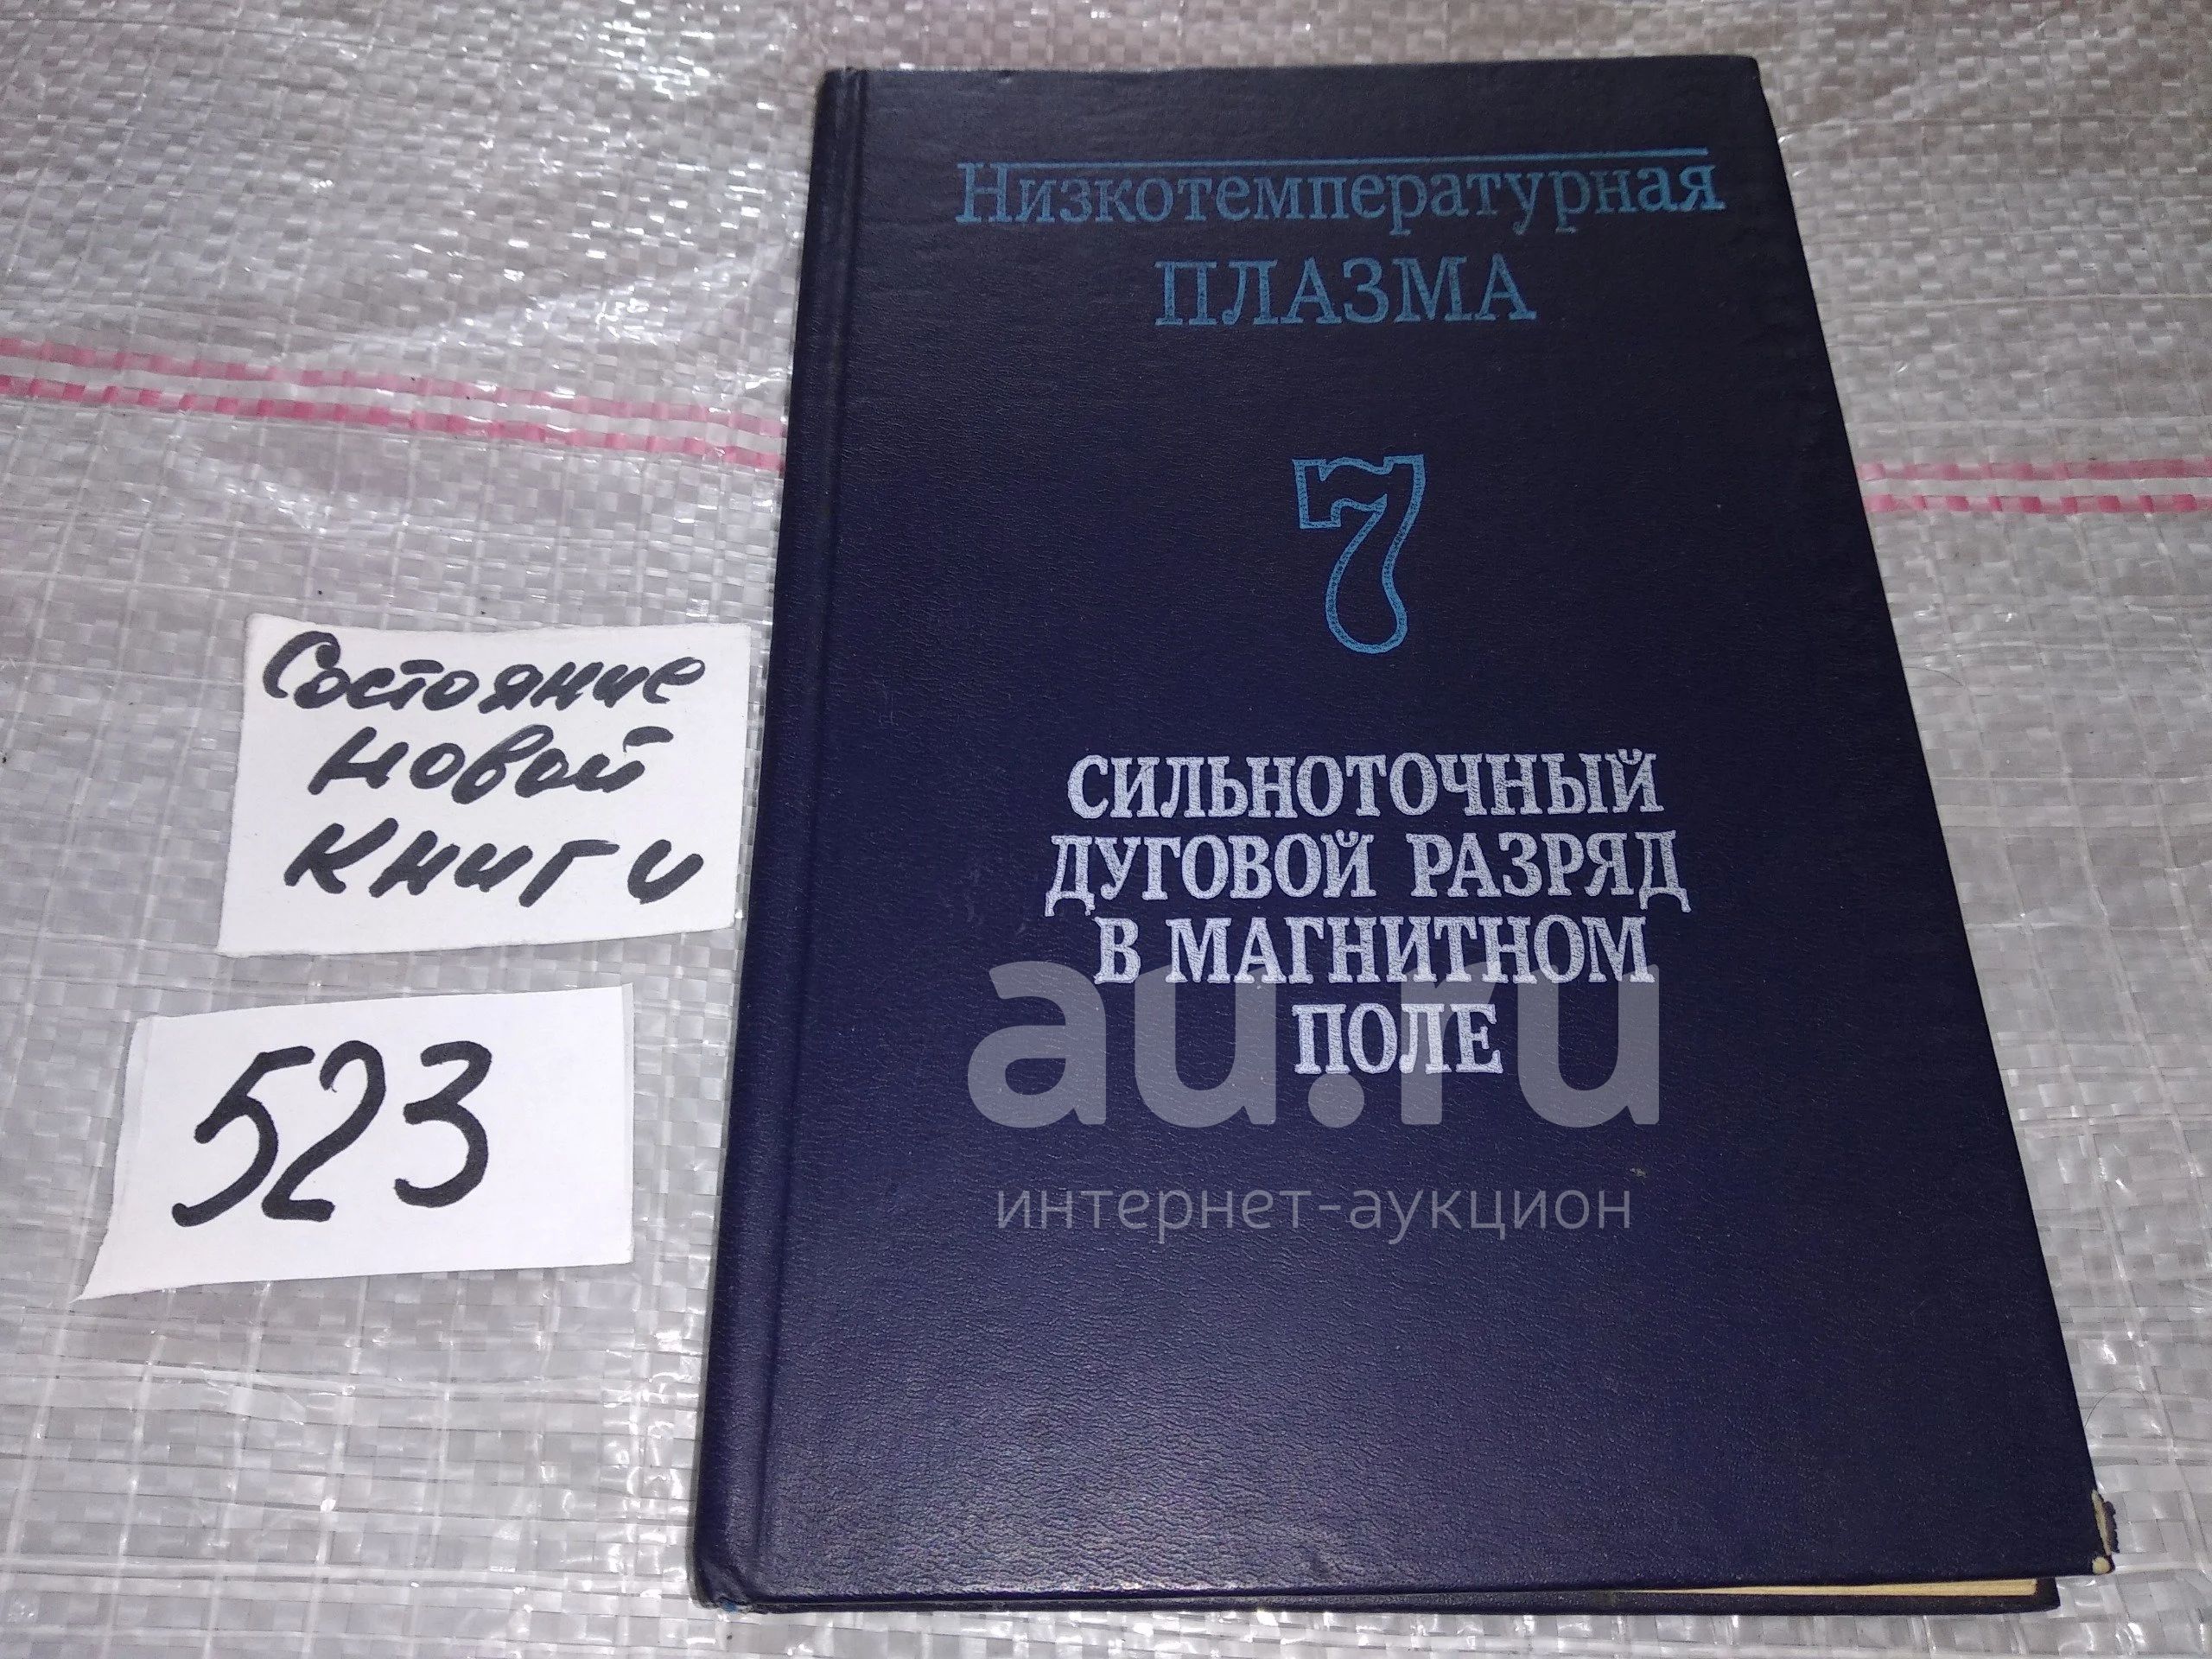 Низкотемпературная
ПЛАЗМА
7
СИЛЬНОТОЧНЫЙ
ДУГОВОЙ РАЗРЯД
В МАГНИТНОМ
ПОЛЕ
Состояние
новой
книги
523
au.ru
интернет-аукцион